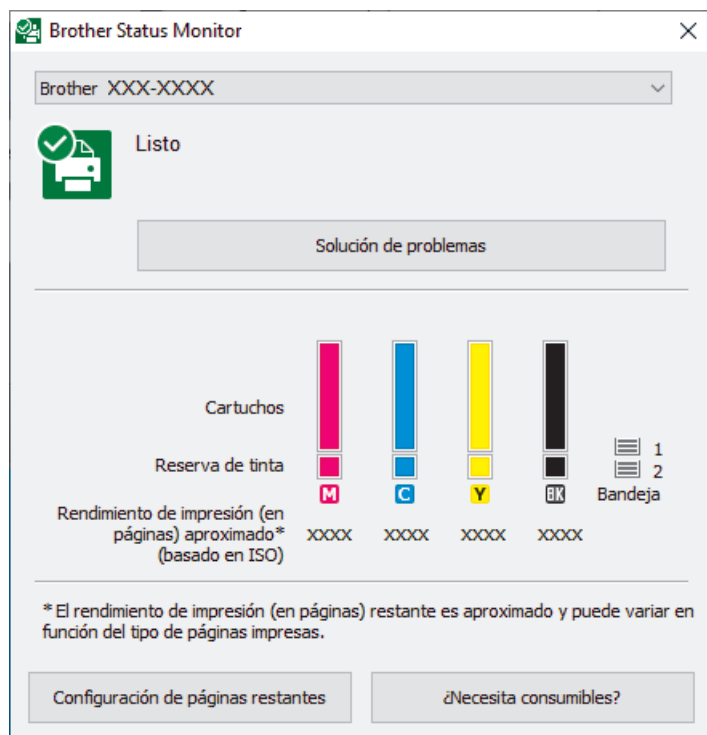 Brother Status Monitor
Brother XXX-XXXX
Listo
Solución de problemas
Cartuchos
Reserva de tinta
1
2
M C Y BK Bandeja
Rendimiento de impresión (en
páginas) aproximado*
(basado en ISO)
XXXX XXXX XXXX XXXX
* El rendimiento de impresión (en páginas) restante es aproximado y puede variar en
función del tipo de páginas impresas.
Configuración de páginas restantes
¿Necesita consumibles?